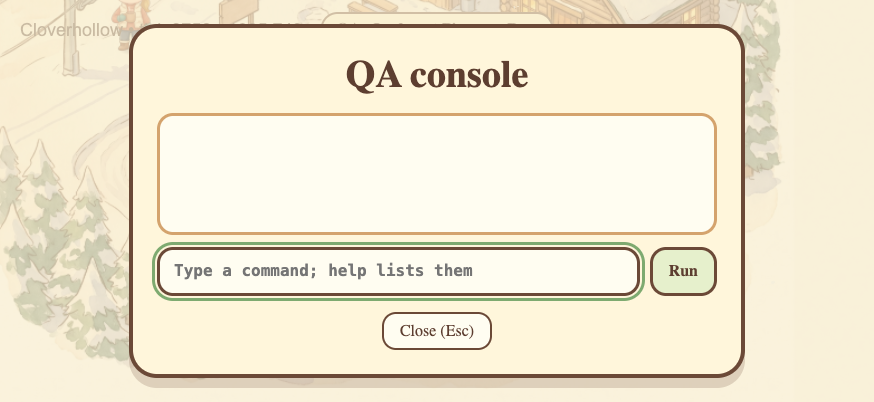 Cloverhollow
QA console
Type a command; help lists them
Run
Close (Esc)